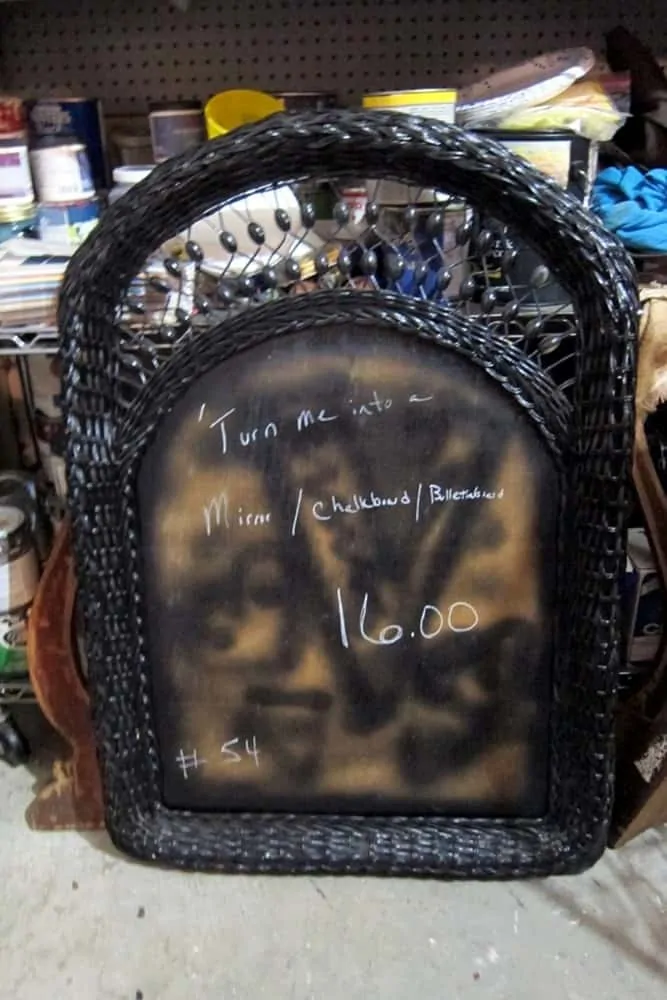 'Turn me into a
Mirror / Chalkboard / Bulletinboard
16.00
# 54